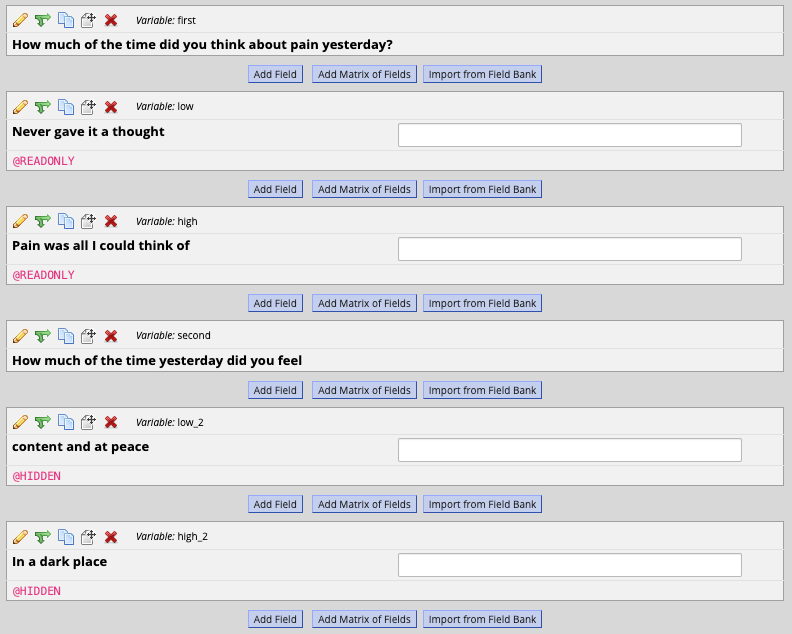 Variable: first
How much of the time did you think about pain yesterday?
Add Field Add Matrix of Fields Import from Field Bank
Variable: low
Never gave it a thought
@READONLY
Add Field Add Matrix of Fields Import from Field Bank
Variable: high
Pain was all I could think of
@READONLY
Add Field Add Matrix of Fields Import from Field Bank
Variable: second
How much of the time yesterday did you feel
Add Field Add Matrix of Fields Import from Field Bank
Variable: low_2
content and at peace
@HIDDEN
Add Field Add Matrix of Fields Import from Field Bank
Variable: high_2
In a dark place
@HIDDEN
Add Field Add Matrix of Fields Import from Field Bank